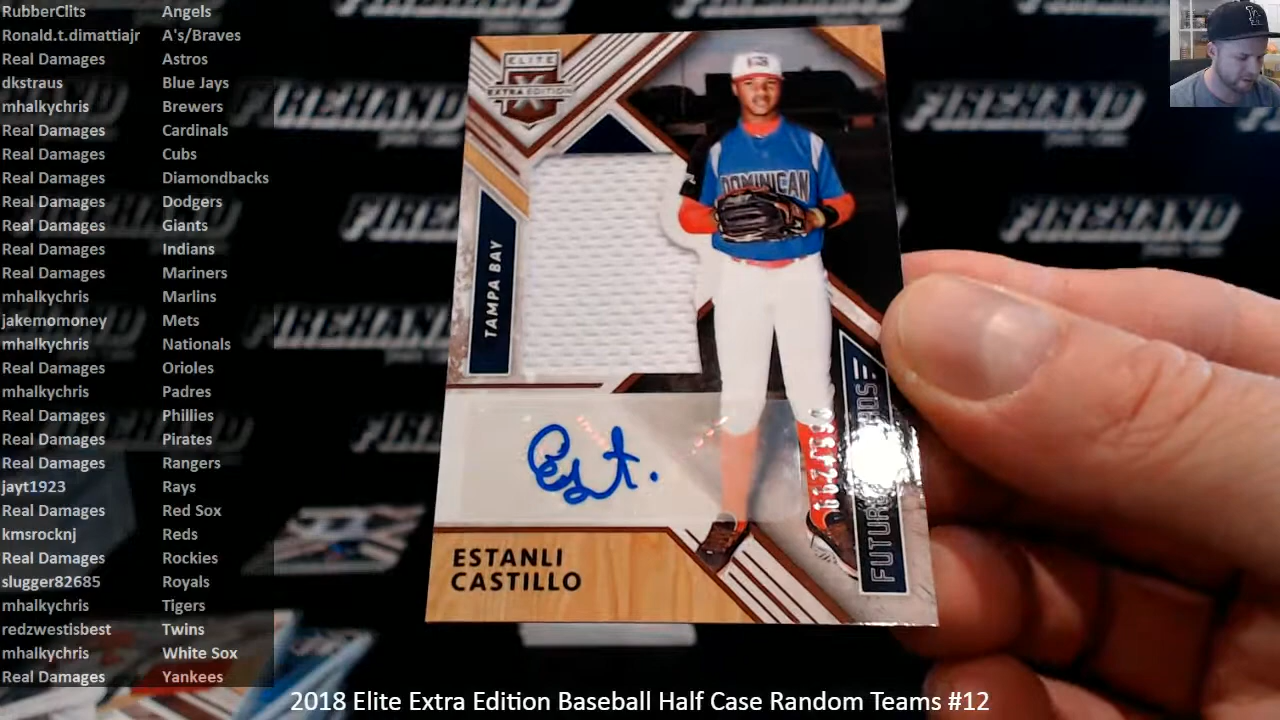 RubberClits Angels
Ronald.t.dimattiajr A's/Braves
Real Damages Astros
dkstraus Blue Jays
mhalkychris Brewers
Real Damages Cardinals
Real Damages Cubs
Real Damages Diamondbacks
Real Damages Dodgers
Real Damages Giants
Real Damages Indians
Real Damages Mariners
mhalkychris Marlins
jakemomoney Mets
mhalkychris Nationals
Real Damages Orioles
mhalkychris Padres
Real Damages Phillies
Real Damages Pirates
Real Damages Rangers
jayt1923 Rays
Real Damages Red Sox
kmsrocknj Reds
Real Damages Rockies
slugger82685 Royals
mhalkychris Tigers
redzwestisbest Twins
mhalkychris White Sox
Real Damages Yankees
ELITE
X
EXTRA EDITION
DOMINICAN
TAMPA BAY
ESTANLI
CASTILLO
FIREHAND
FIREHAND
FIREHAND
FIREHAND
FIREHAND
2018 Elite Extra Edition Baseball Half Case Random Teams #12